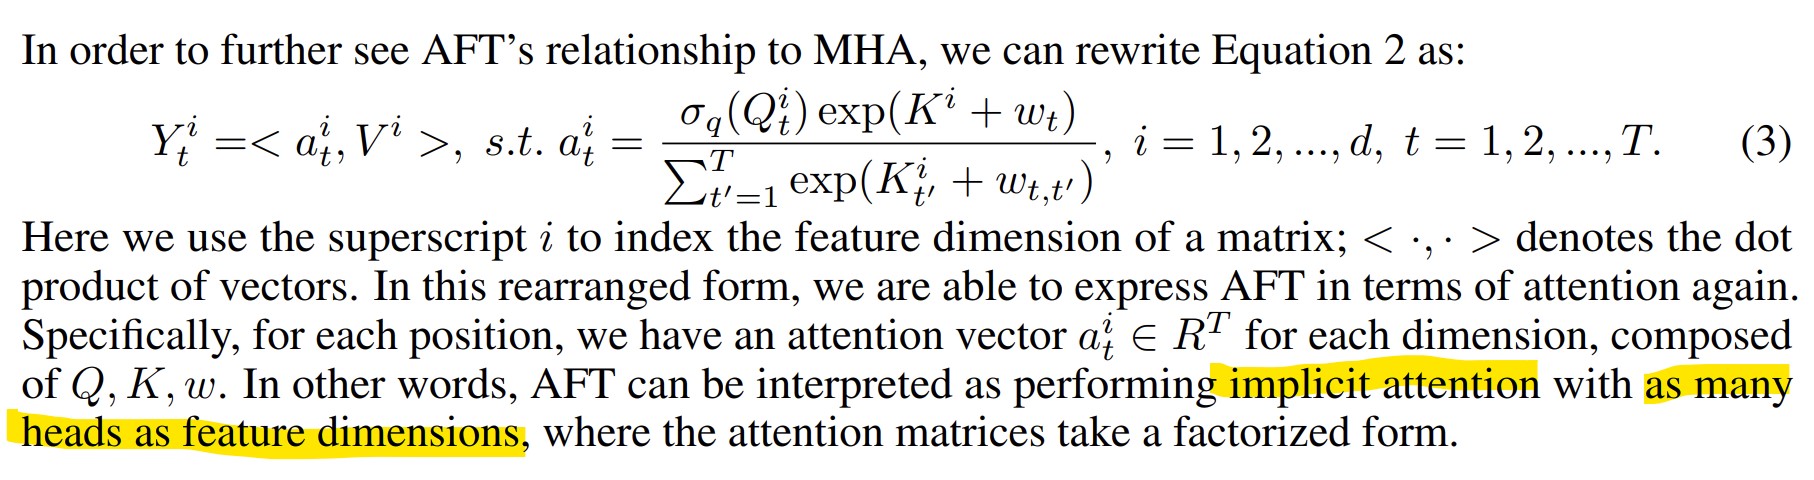 In order to further see AFT's relationship to MHA, we can rewrite Equation 2 as:
Y_t^i =< a_t^i, V^i >, s.t. a_t^i = \frac{σ_q(Q_t^i) exp(K^i + w_t)}{∑_{t'=1}^T exp(K_{t'}^i + w_{t,t'})}, i = 1, 2, ..., d, t = 1, 2, ..., T. (3)
Here we use the superscript i to index the feature dimension of a matrix; < ·, · > denotes the dot
product of vectors. In this rearranged form, we are able to express AFT in terms of attention again.
Specifically, for each position, we have an attention vector a_t^i ∈ R^T for each dimension, composed
of Q, K, w. In other words, AFT can be interpreted as performing implicit attention with as many
heads as feature dimensions, where the attention matrices take a factorized form.